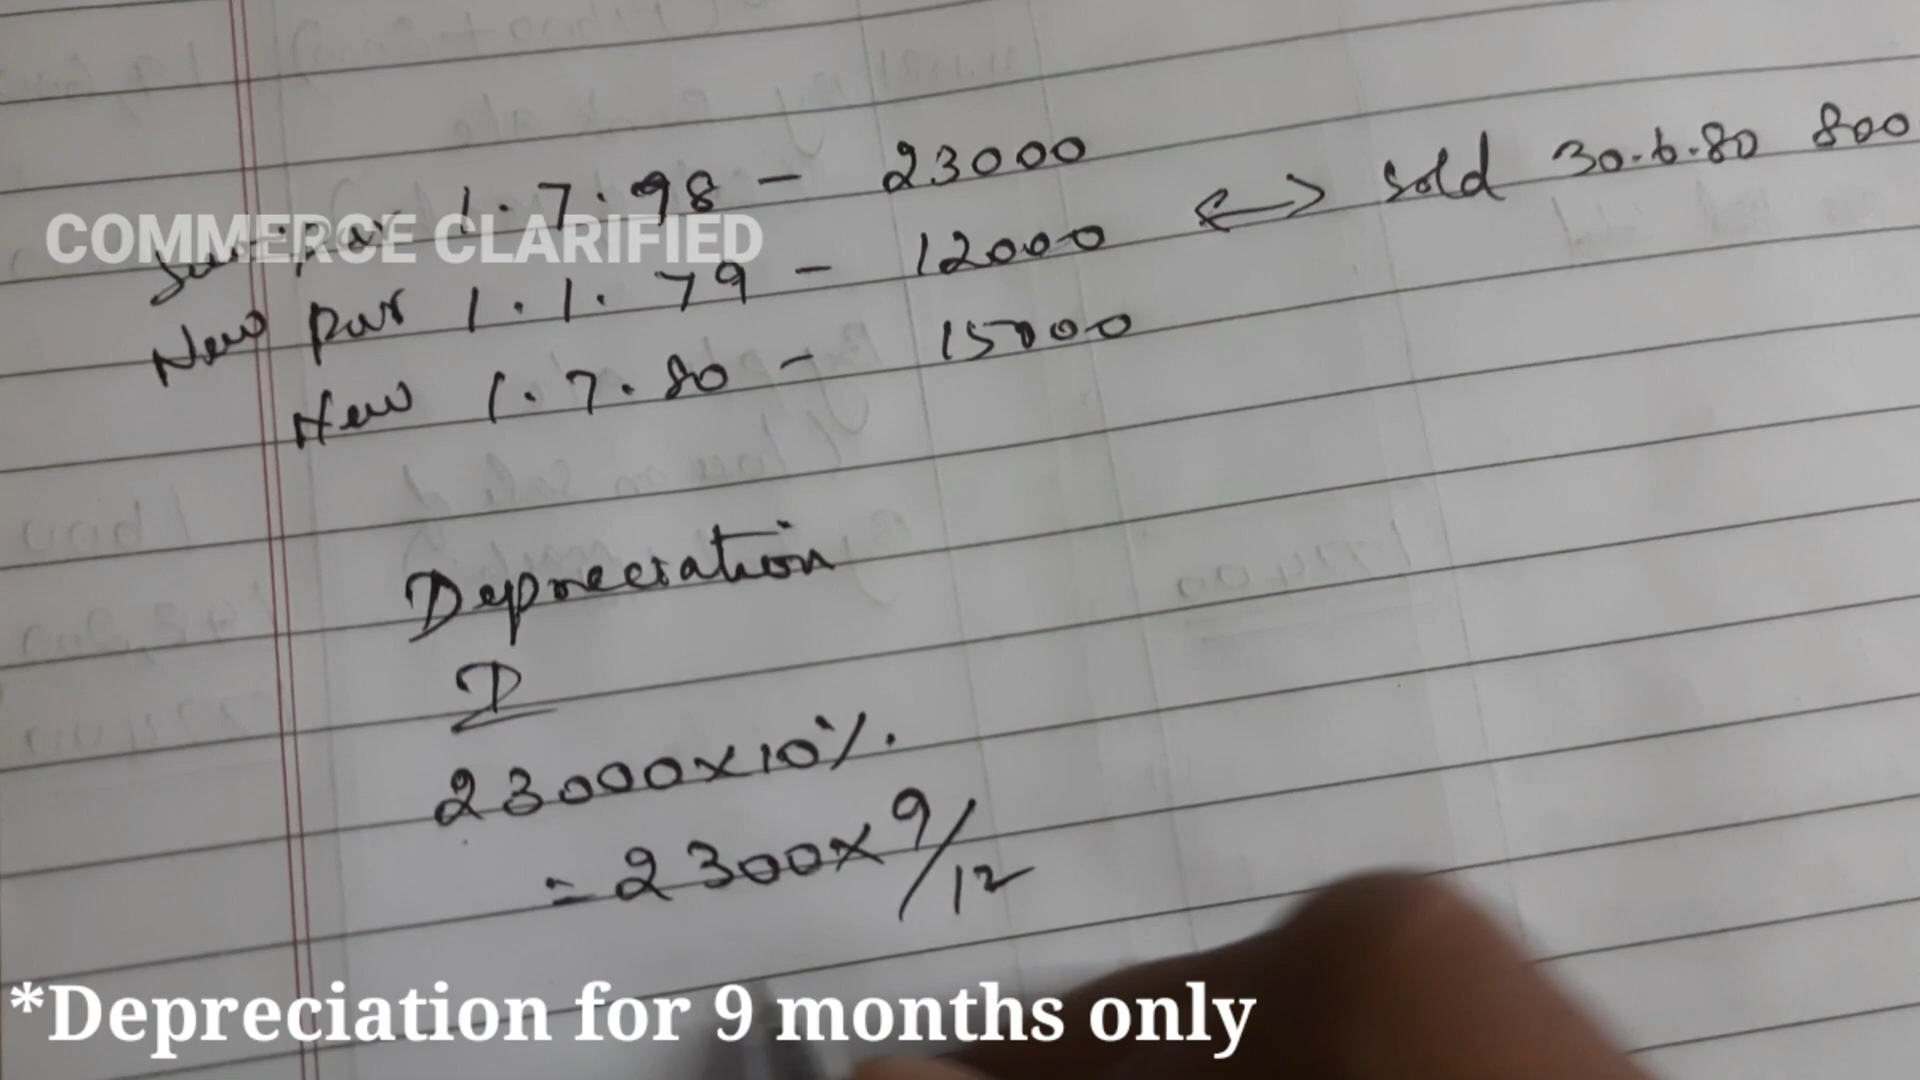 1.7.98 - 23000
COMMERCE CLARIFIED
New pur 1.1.79 - 12000 ↔ sold 30.6.80 800
New 1.7.80 - 15000
Depreciation
I
23000×10%.
= 2300×9/12
*Depreciation for 9 months only